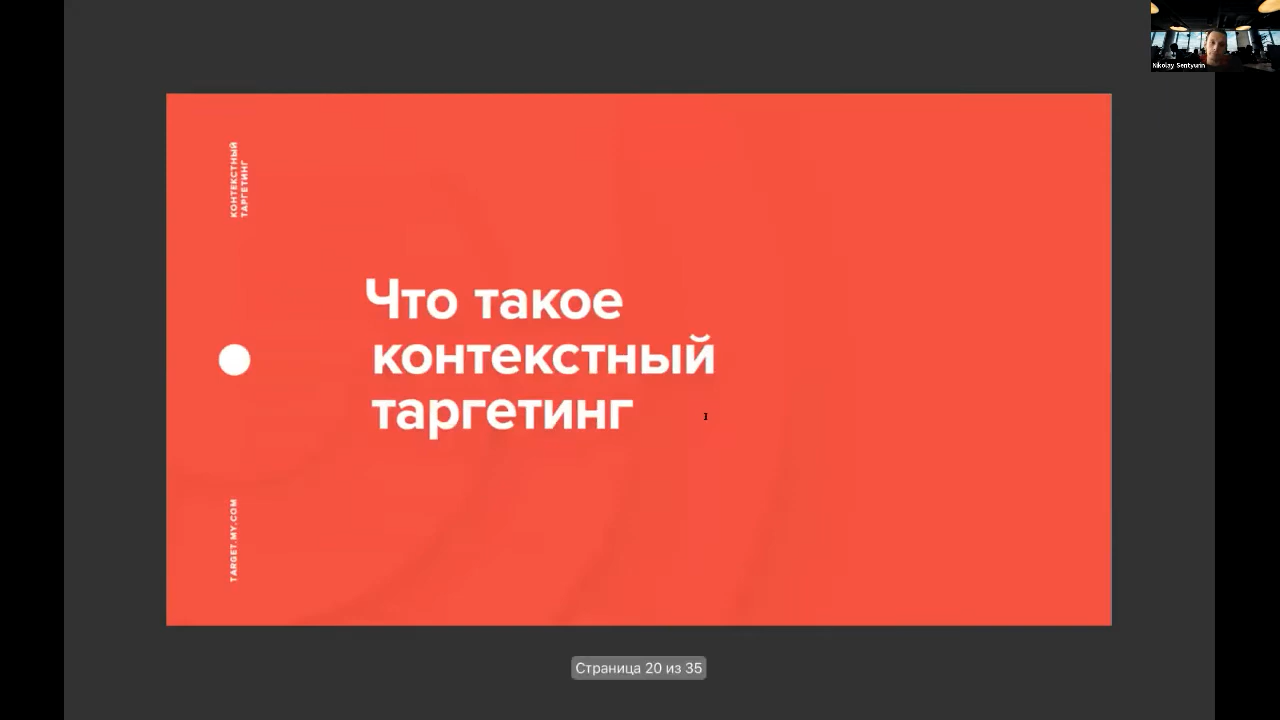 Nikolay Sentyurin
КОНТЕКСТНЫЙ
ТАРГЕТИНГ
Что такое
контекстный
таргетинг
TARGET.MY.COM
Страница 20 из 35